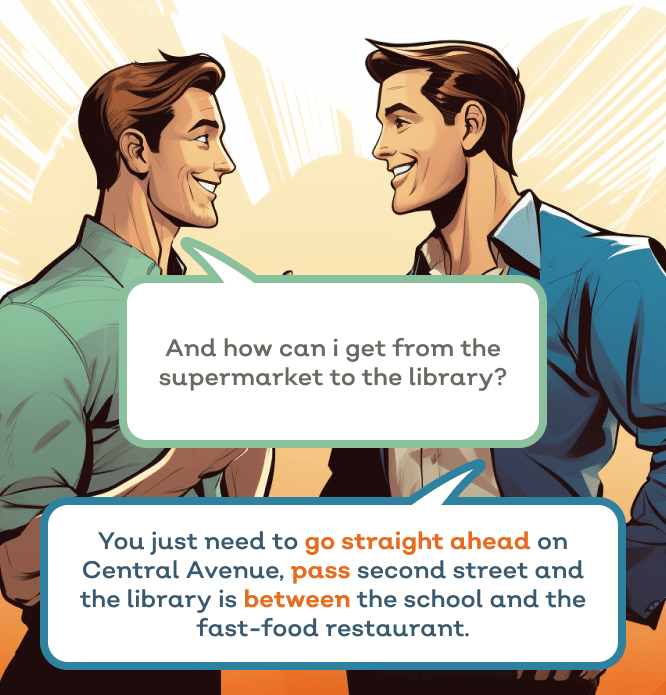 And how can i get from the
supermarket to the library?
You just need to go straight ahead on
Central Avenue, pass second street and
the library is between the school and the
fast-food restaurant.